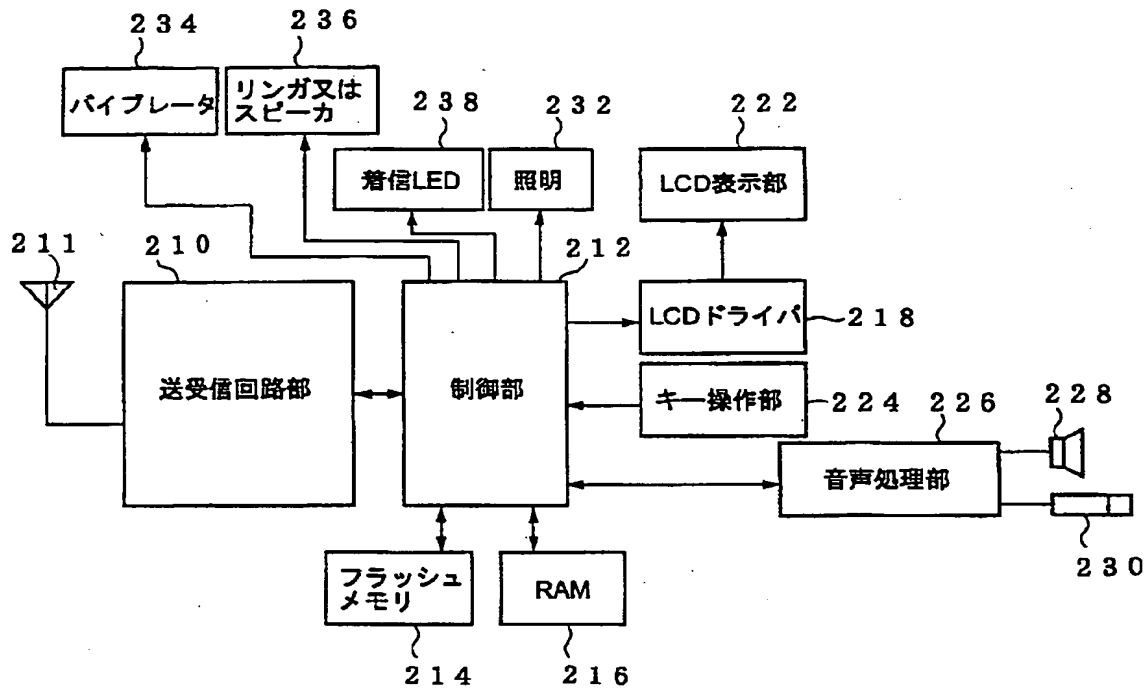 234
236
バイブレータ
リンガ又は
スピーカ
238
232
222
着信LED
照明
LCD表示部
211
210
212
LCDドライバ
218
送受信回路部
制御部
キー操作部
224
226
228
音声処理部
230
フラッシュ
メモリ
RAM
214
216